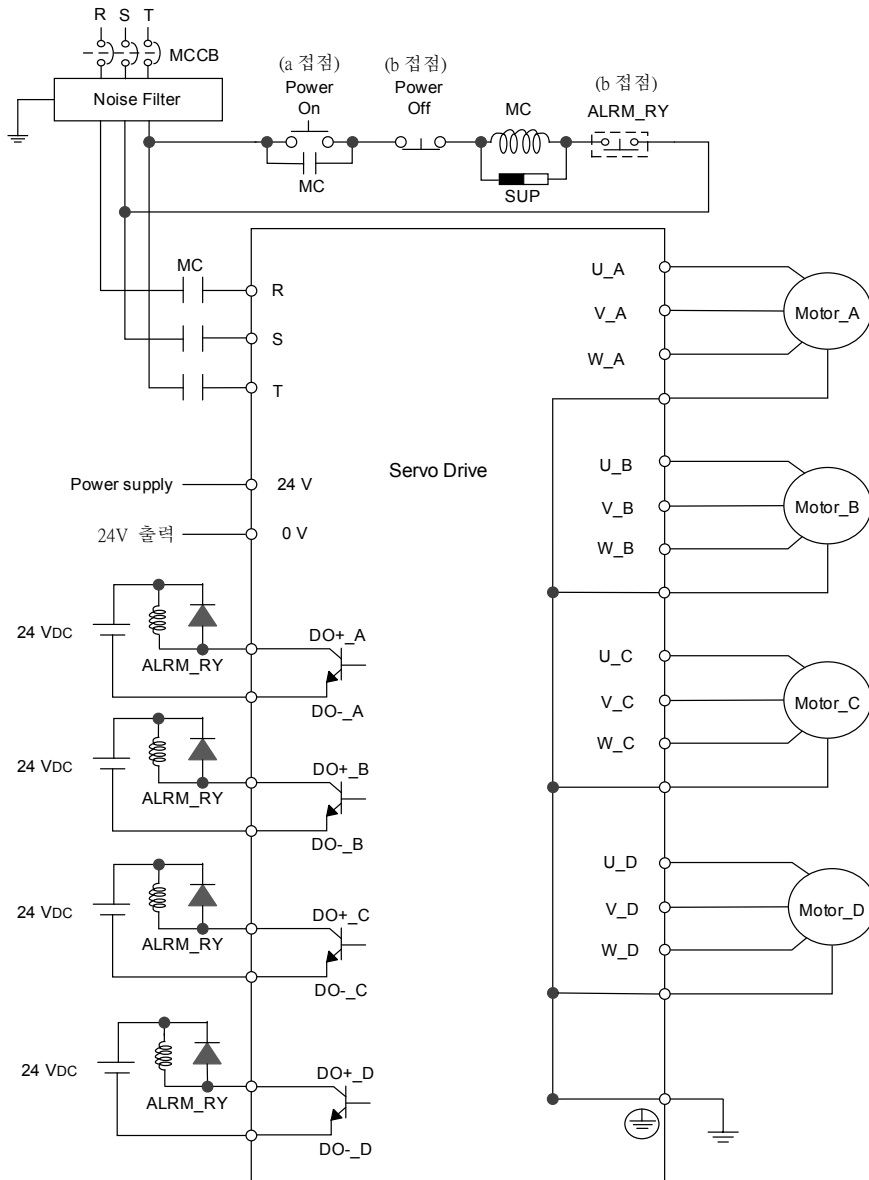 R S T
MCCB
Noise Filter
(a 접점)
Power
On
MC
(b 접점)
Power
Off
MC
SUP
(b 접점)
ALRM_RY
MC
R
S
T
Power supply
24 V
24V 출력
0 V
Servo Drive
24 VDC
ALRM_RY
DO+_A
DO-_A
24 VDC
ALRM_RY
DO+_B
DO-_B
24 VDC
ALRM_RY
DO+_C
DO-_C
24 VDC
ALRM_RY
DO+_D
DO-_D
U_A
V_A
W_A
Motor_A
U_B
V_B
W_B
Motor_B
U_C
V_C
W_C
Motor_C
U_D
V_D
W_D
Motor_D